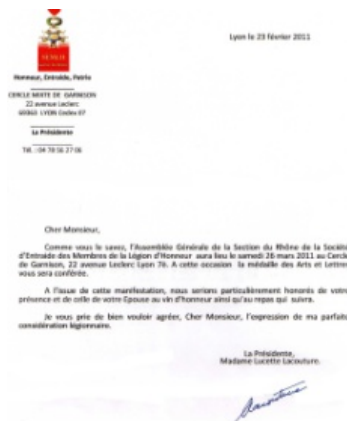 Lyon le 23 février 2011
Honneur, Entraide, Patrie
CERCLE MIXTE DE GARNISON
22 avenue Leclerc
69363 LYON Cedex 07
La Présidente
Tél. : 04 78 56 27 06
Cher Monsieur,
Comme vous le savez, l'Assemblée Générale de la Section du Rhône de la Société
d'Entraide des Membres de la Légion d'Honneur aura lieu le samedi 26 mars 2011 au Cercle
de Garnison, 22 avenue Leclerc Lyon 7è. A cette occasion la médaille des Arts et Lettres
vous sera conférée.
A l'issue de cette manifestation, nous serions particulièrement honorés de votre
présence et de celle de votre Epouse au vin d'honneur ainsi qu'au repas qui suivra.
Je vous prie de bien vouloir agréer, Cher Monsieur, l'expression de ma parfaite
considération légionnaire.
La Présidente,
Madame Lucette Lacouture.